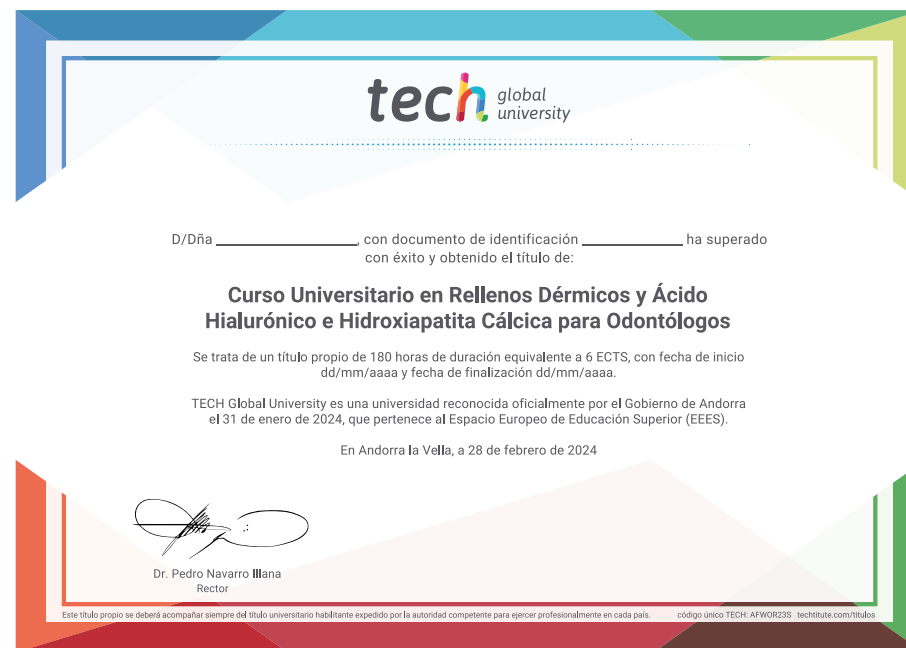 tech global university
D/Dña ____________________, con documento de identificación ______________ ha superado
con éxito y obtenido el título de:
Curso Universitario en Rellenos Dérmicos y Ácido
Hialurónico e Hidroxiapatita Cálcica para Odontólogos
Se trata de un título propio de 180 horas de duración equivalente a 6 ECTS, con fecha de inicio
dd/mm/aaaa y fecha de finalización dd/mm/aaaa.
TECH Global University es una universidad reconocida oficialmente por el Gobierno de Andorra
el 31 de enero de 2024, que pertenece al Espacio Europeo de Educación Superior (EEES).
En Andorra la Vella, a 28 de febrero de 2024
Dr. Pedro Navarro Illana
Rector
Este título propio se deberá acompañar siempre del título universitario habilitante expedido por la autoridad competente para ejercer profesionalmente en cada país. código único TECH: AFWOR23S techtitute.com/titulos